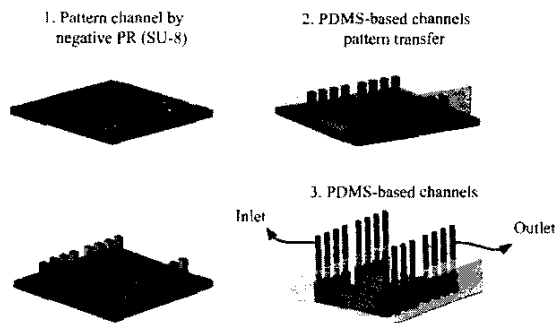 1. Pattern channel by
negative PR (SU-8)
2. PDMS-based channels
pattern transfer
3. PDMS-based channels
Inlet
Outlet